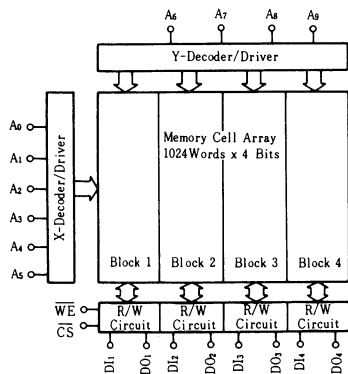 A6 A7 A8 A9
Y-Decoder/Driver
A0
A1
A2
A3
A4
A5
X-Decoder/Driver
Memory Cell Array
1024Words x 4 Bits
Block 1 Block 2 Block 3 Block 4
W̅E̅
C̅S̅
R/W Circuit
R/W Circuit
R/W Circuit
R/W Circuit
DI1 DO1 DI2 DO2 DI3 DO3 DI4 DO4